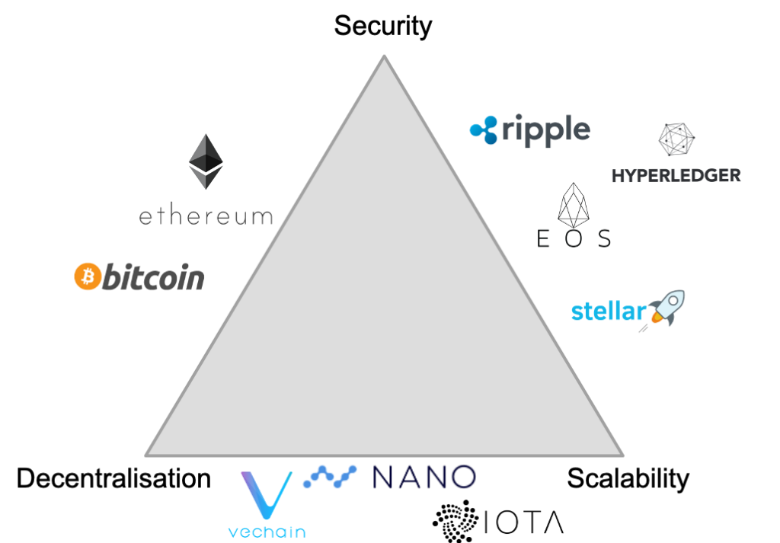 Security
ripple
HYPERLEDGER
ethereum
EOS
bitcoin
stellar
Decentralisation
Scalability
NANO
vechain
IOTA